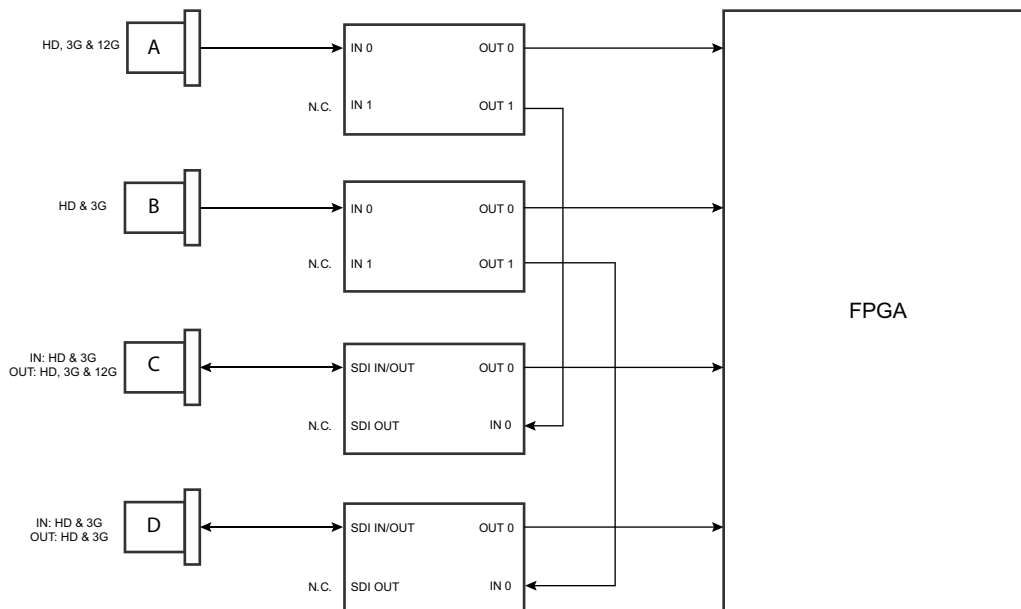 HD, 3G & 12G
A
IN 0
OUT 0
N.C.
IN 1
OUT 1
HD & 3G
B
IN 0
OUT 0
N.C.
IN 1
OUT 1
FPGA
IN: HD & 3G
OUT: HD, 3G & 12G
C
SDI IN/OUT
OUT 0
N.C.
SDI OUT
IN 0
IN: HD & 3G
OUT: HD & 3G
D
SDI IN/OUT
OUT 0
N.C.
SDI OUT
IN 0